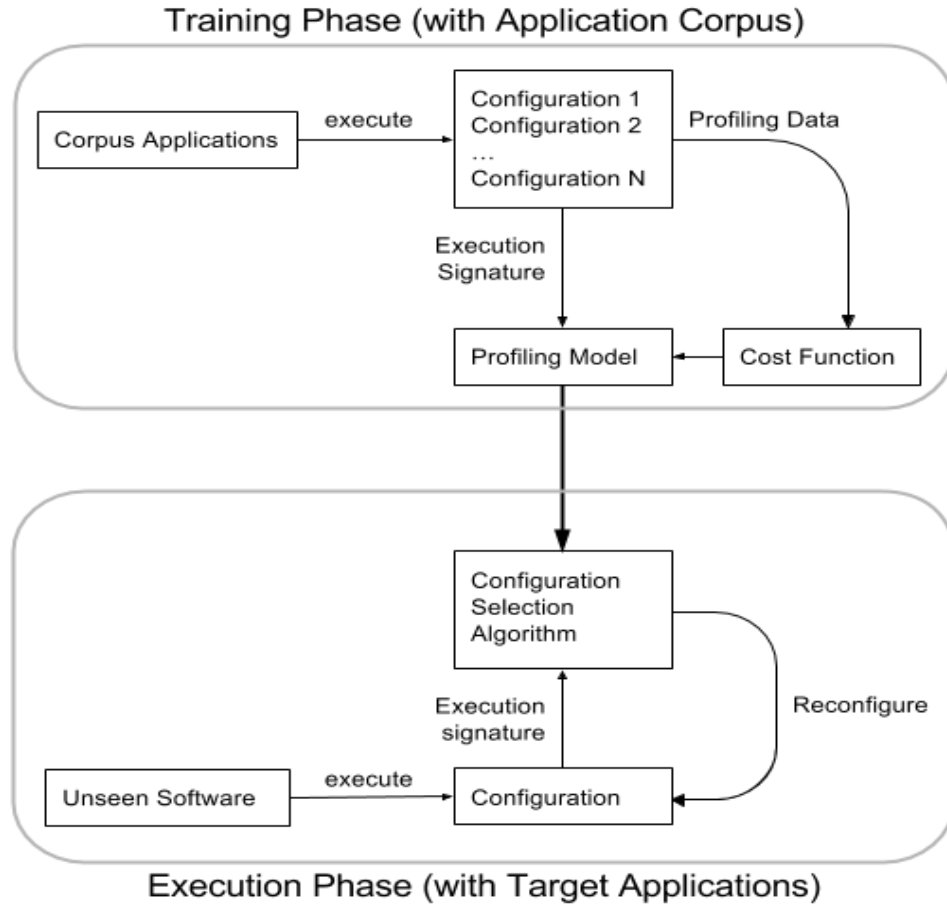 Training Phase (with Application Corpus)
Corpus Applications
execute
Configuration 1
Configuration 2
...
Configuration N
Profiling Data
Execution
Signature
Profiling Model
Cost Function
Configuration
Selection
Algorithm
Execution
signature
Reconfigure
Unseen Software
execute
Configuration
Execution Phase (with Target Applications)